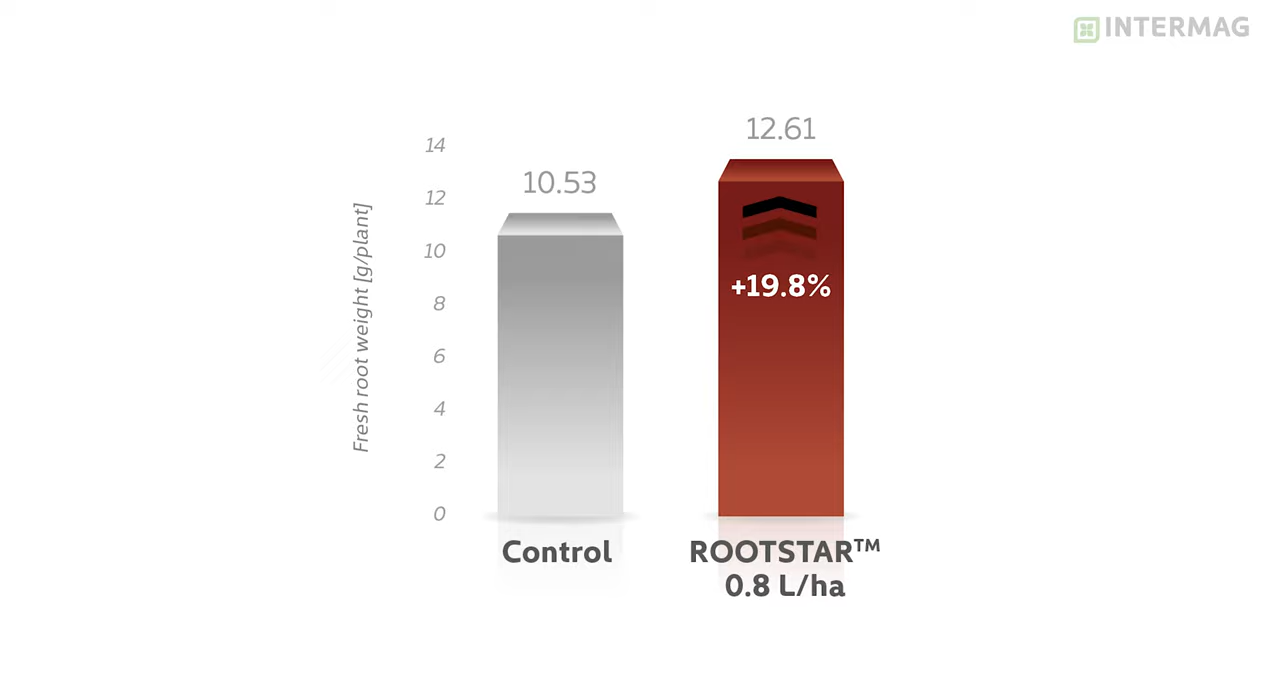 INTERMAG
Fresh root weight [g/plant]
14
12
10
8
6
4
2
0
10.53
12.61
+19.8%
Control
ROOTSTAR™
0.8 L/ha